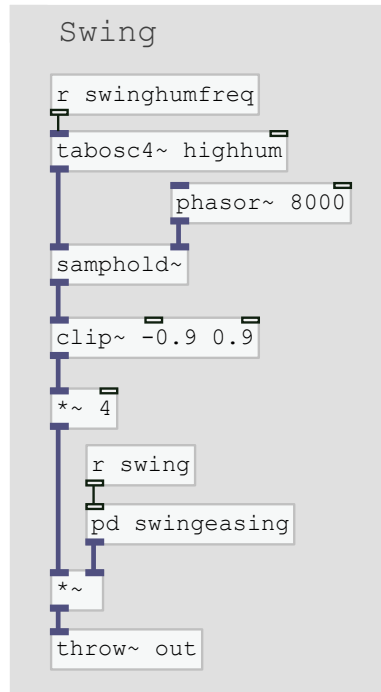 Swing
r swinghumfreq
tabosc4~ highhum
phasor~ 8000
samphold~
clip~ -0.9 0.9
*~ 4
r swing
pd swingeasing
*~
throw~ out